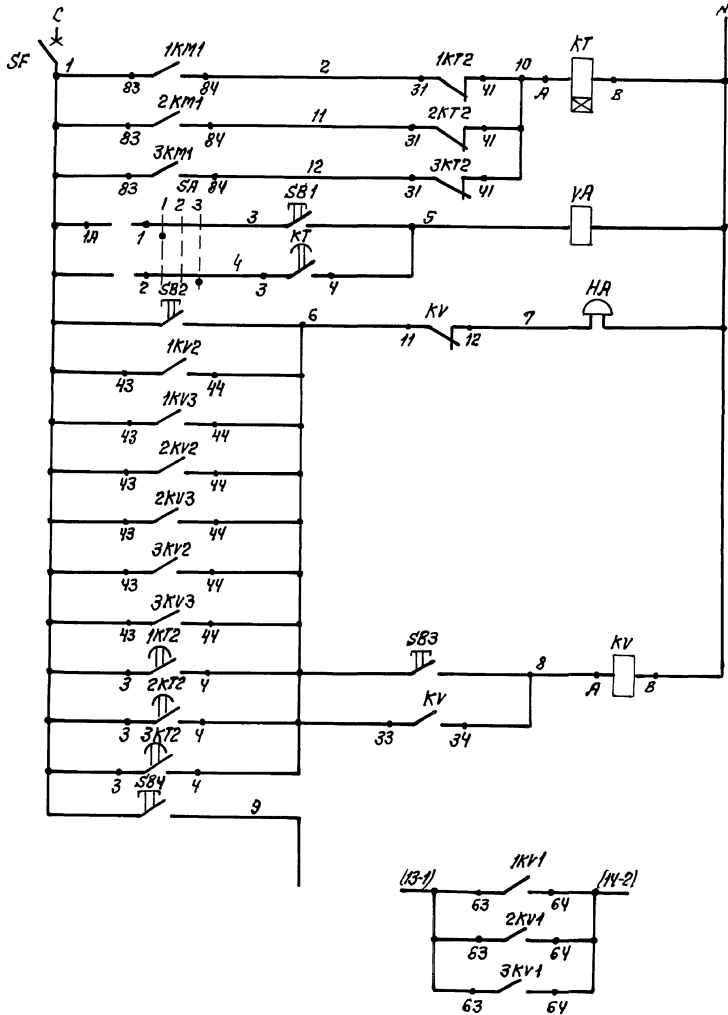 C N
SF 1 1KM1 2 1KT2 10 KT
83 84 31 41 A B
2KM1 11 2KT2
83 84 31 41
3KM1 12 3KT2
83 SA 84 31 41
1 2 3 SB1 YA
1A 1 3 5
KT
4
2 3 4
SB2 HA
6 KV 7
11 12
1KV2
43 44
1KV3
43 44
2KV2
43 44
2KV3
43 44
3KV2
43 44
3KV3
43 44
1KT2 SB3 KV
8
3 4 A B
2KT2 KV
3 4 33 34
3KT2
3 4
SB4
9
(13-1) 1KV1 (14-2)
63 64
2KV1
63 64
3KV1
63 64